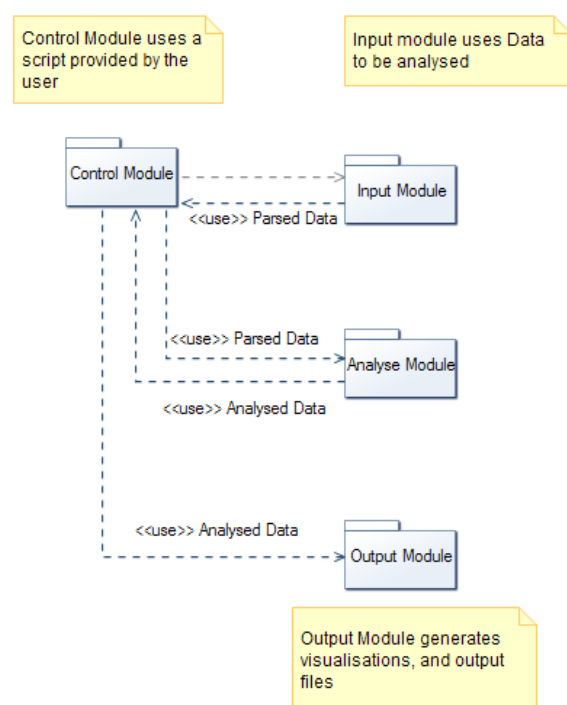 Control Module uses a
script provided by the
user
Input module uses Data
to be analysed
Control Module
Input Module
<<use>> Parsed Data
<<use>> Parsed Data
Analyse Module
<<use>> Analysed Data
<<use>> Analysed Data
Output Module
Output Module generates
visualisations, and output
files